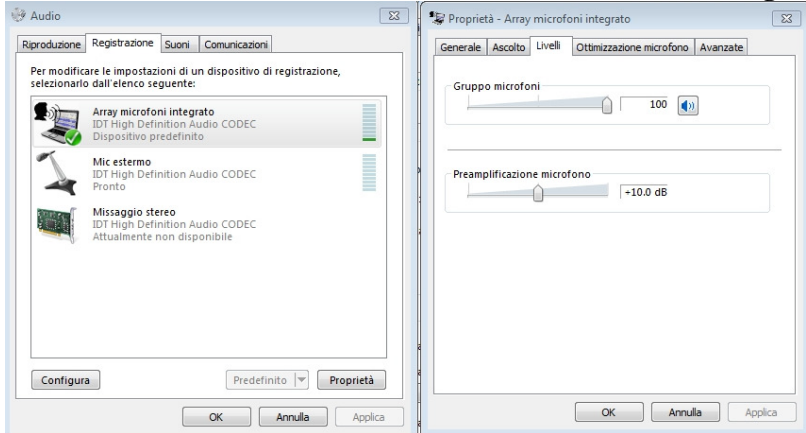 Audio
Riproduzione Registrazione Suoni Comunicazioni
Per modificare le impostazioni di un dispositivo di registrazione,
selezionarlo dall'elenco seguente:
Array microfoni integrato
IDT High Definition Audio CODEC
Dispositivo predefinito
Mic estermo
IDT High Definition Audio CODEC
Pronto
Missaggio stereo
IDT High Definition Audio CODEC
Attualmente non disponibile
Configura Predefinito Proprietà
OK Annulla Applica
Proprietà - Array microfoni integrato
Generale Ascolto Livelli Ottimizzazione microfono Avanzate
Gruppo microfoni
100
Preamplificazione microfono
+10.0 dB
OK Annulla Applica